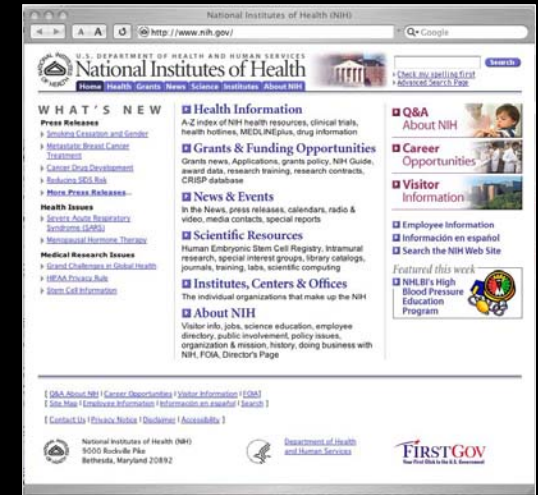 National Institutes of Health (NIH)
A A
http://www.nih.gov/
Q Google
U.S. DEPARTMENT OF HEALTH AND HUMAN SERVICES
National Institutes of Health
Home Health Grants News Science Institutes About NIH
Search
Check my spelling first
Advanced Search Page
WHAT'S NEW
Press Releases
Smoking Cessation and Gender
Metastatic Breast Cancer
Treatment
Cancer Drug Development
Reducing SIDS Risk
More Press Releases...
Health Issues
Severe Acute Respiratory
Syndrome (SARS)
Menopausal Hormone Therapy
Medical Research Issues
Grand Challenges in Global Health
HIPAA Privacy Rule
Stem Cell Information
Health Information
A-Z index of NIH health resources, clinical trials,
health hotlines, MEDLINEplus, drug information
Grants & Funding Opportunities
Grants news, Applications, grants policy, NIH Guide,
award data, research training, research contracts,
CRISP database
News & Events
In the News, press releases, calendars, radio &
video, media contacts, special reports
Scientific Resources
Human Embryonic Stem Cell Registry, Intramural
research, special interest groups, library catalogs,
journals, training, labs, scientific computing
Institutes, Centers & Offices
The individual organizations that make up the NIH
About NIH
Visitor info, jobs, science education, employee
directory, public involvement, policy issues,
organization & mission, history, doing business with
NIH, FOIA, Director's Page
Q&A
About NIH
Career
Opportunities
Visitor
Information
Employee Information
Información en español
Search the NIH Web Site
Featured this week
NHLBI's High
Blood Pressure
Education
Program
[ Q&A About NIH | Career Opportunities | Visitor Information | FOIA]
[ Site Map | Employee Information | Información en español | Search ]
[ Contact Us | Privacy Notice | Disclaimer | Accessibility ]
National Institutes of Health (NIH)
9000 Rockville Pike
Bethesda, Maryland 20892
Department of Health
and Human Services
FIRSTGOV
Your First Click to the U.S. Government